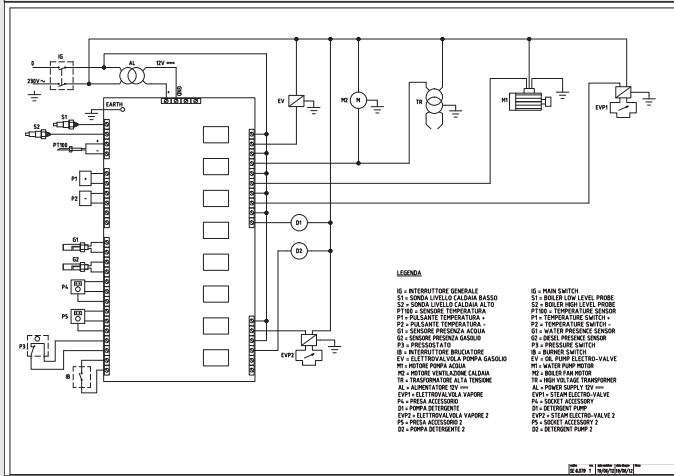 IG
AL
12V ⎓
0
230V~
+
GND
EARTH
S1
S2
PT100
+
-
P1
+
P2
-
G1
G2
P4
P5
P3
IB
EV
M2
M
TR
M1
EVP1
D1
D2
EVP2
LEGENDA
IG = INTERRUTTORE GENERALE
S1 = SONDA LIVELLO CALDAIA BASSO
S2 = SONDA LIVELLO CALDAIA ALTO
PT100 = SENSORE TEMPERATURA
P1 = PULSANTE TEMPERATURA +
P2 = PULSANTE TEMPERATURA -
G1 = SENSORE PRESENZA ACQUA
G2 = SENSORE PRESENZA GASOLIO
P3 = PRESSOSTATO
IB = INTERRUTTORE BRUCIATORE
EV = ELETTROVALVOLA POMPA GASOLIO
M1 = MOTORE POMPA ACQUA
M2 = MOTORE VENTILAZIONE CALDAIA
TR = TRASFORMATORE ALTA TENSIONE
AL = ALIMENTATORE 12V ⎓
EVP1 = ELETTROVALVOLA VAPORE
P4 = PRESA ACCESSORIO
D1 = POMPA DETERGENTE
EVP2 = ELETTROVALVOLA VAPORE 2
P5 = PRESA ACCESSORIO 2
D2 = POMPA DETERGENTE 2
IG = MAIN SWITCH
S1 = BOILER LOW LEVEL PROBE
S2 = BOILER HIGH LEVEL PROBE
PT100 = TEMPERATURE SENSOR
P1 = TEMPERATURE SWITCH +
P2 = TEMPERATURE SWITCH -
G1 = WATER PRESENCE SENSOR
G2 = DIESEL PRESENCE SENSOR
P3 = PRESSURE SWITCH
IB = BURNER SWITCH
EV = OIL PUMP ELECTRO-VALVE
M1 = WATER PUMP MOTOR
M2 = BOILER FAN MOTOR
TR = HIGH VOLTAGE TRANSFORMER
AL = POWER SUPPLY 12V ⎓
EVP1 = STEAM ELECTRO-VALVE
P4 = SOCKET ACCESSORY
D1 = DETERGENT PUMP
EVP2 = STEAM ELECTRO-VALVE 2
P5 = SOCKET ACCESSORY 2
D2 = DETERGENT PUMP 2